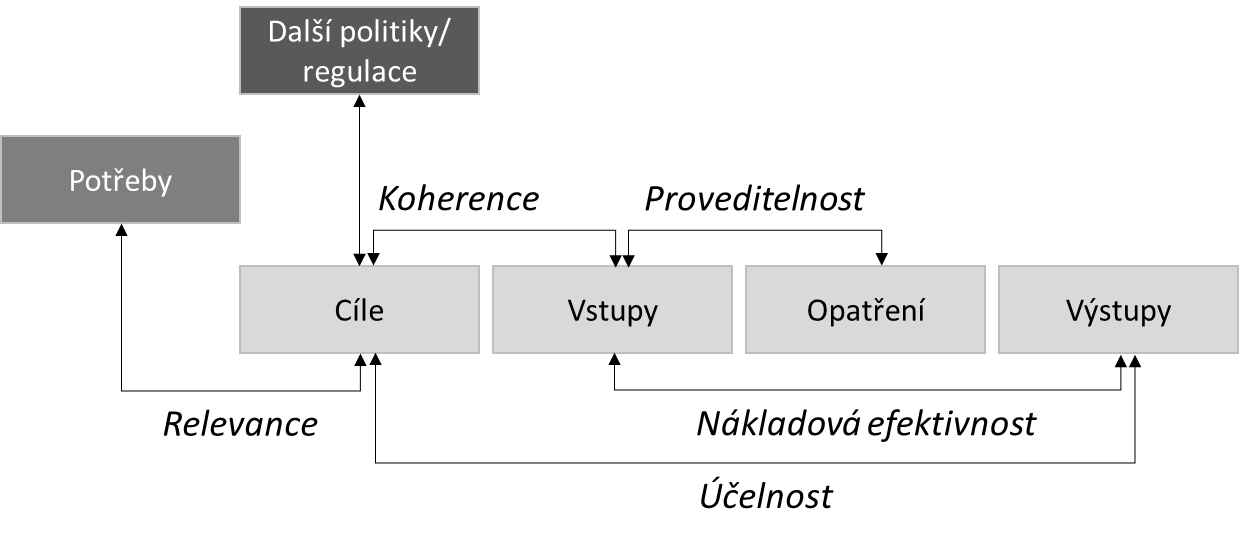 Další politiky/
regulace
Potřeby
Koherence
Proveditelnost
Cíle
Vstupy
Opatření
Výstupy
Relevance
Nákladová efektivnost
Účelnost